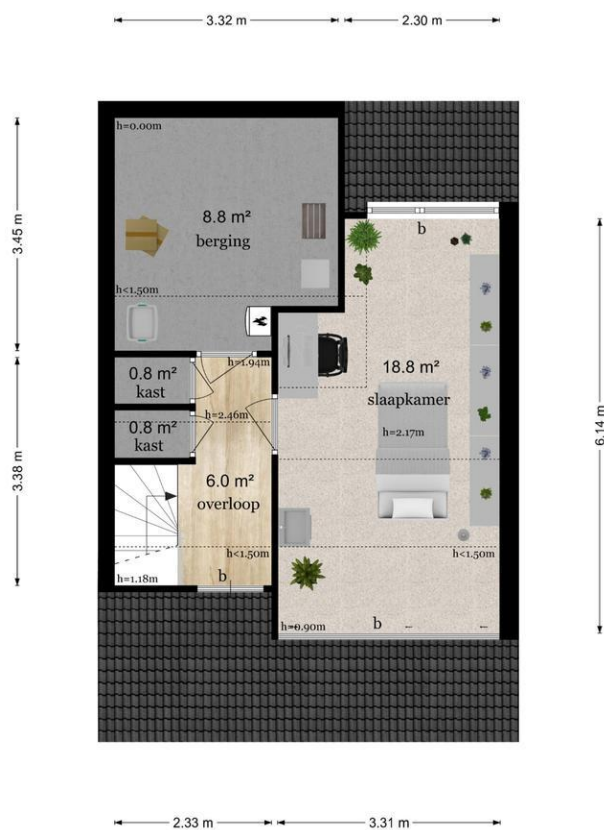 3.32 m
2.30 m
h=0.00m
3.45 m
8.8 m²
berging
b
h<1.50m
h=1.94m
0.8 m²
kast
18.8 m²
slaapkamer
6.14 m
h=2.46m
0.8 m²
kast
h=2.17m
3.38 m
6.0 m²
overloop
h<1.50m
h<1.50m
h=1.18m
b
h=0.90m
b
2.33 m
3.31 m